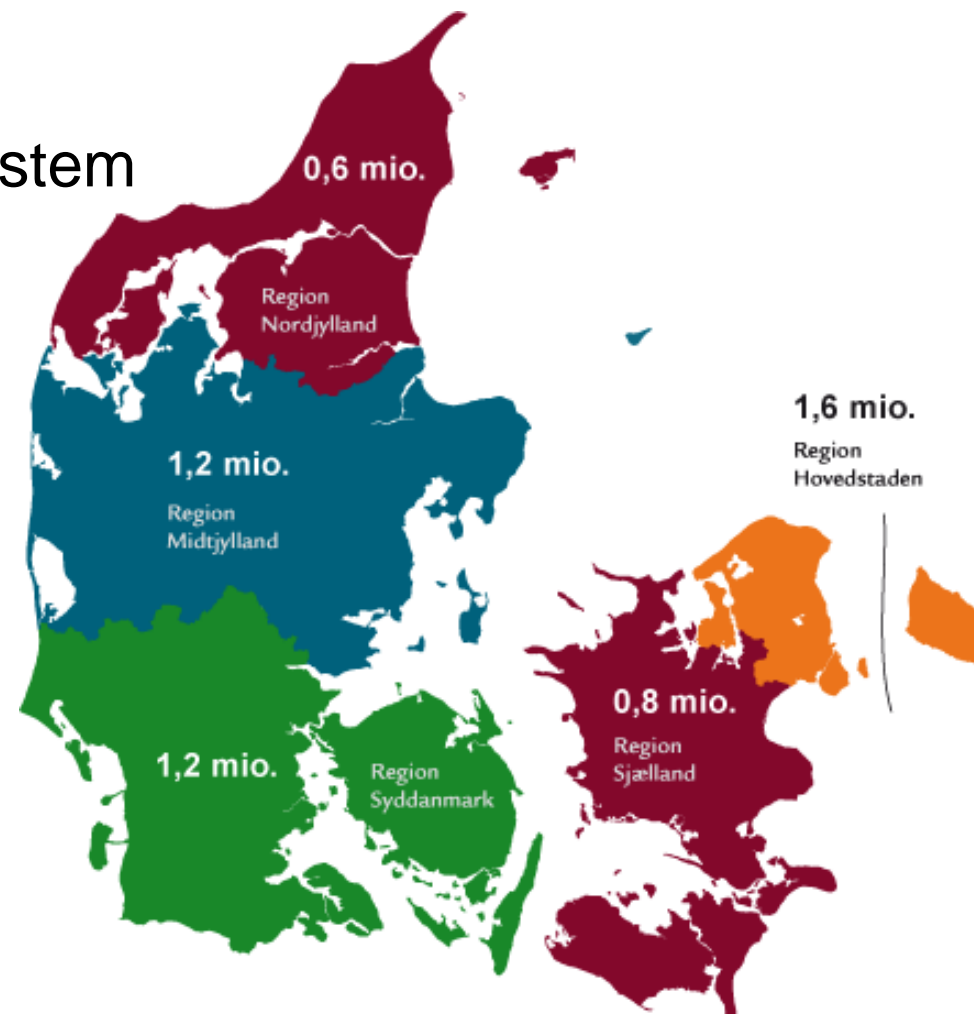 stem
0,6 mio.
Region
Nordjylland
1,6 mio.
Region
Hovedstaden
1,2 mio.
Region
Midtjylland
0,8 mio.
Region
Sjælland
1,2 mio.
Region
Syddanmark